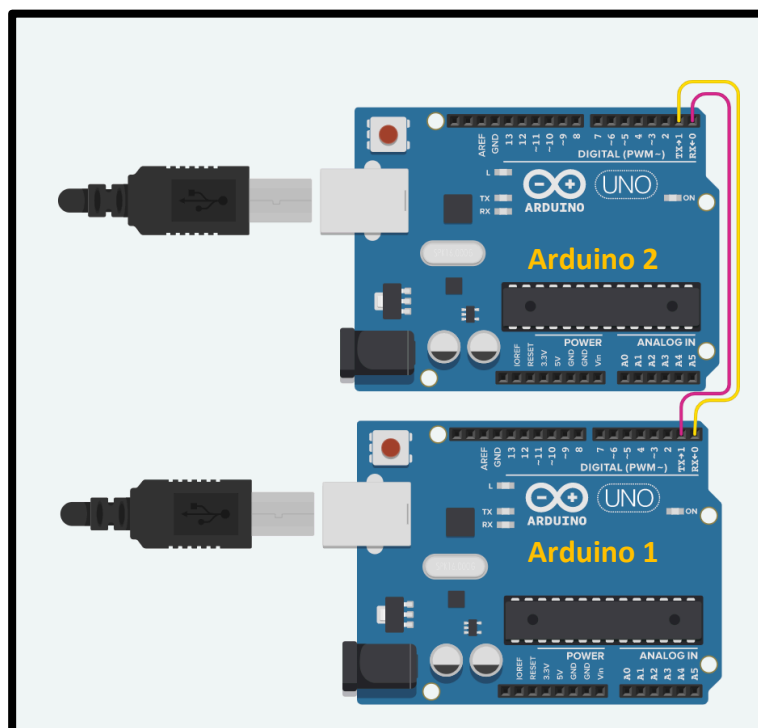 AREF
GND
13
12
~11
~10
~9
8
7
~6
~5
4
~3
2
TX→1
RX←0
DIGITAL (PWM~)
L
TX
RX
ARDUINO
UNO
ON
Arduino 2
IOREF
RESET
3.3V
5V
GND
GND
Vin
POWER
ANALOG IN
A0
A1
A2
A3
A4
A5
AREF
GND
13
12
~11
~10
~9
8
7
~6
~5
4
~3
2
TX→1
RX←0
DIGITAL (PWM~)
L
TX
RX
ARDUINO
UNO
ON
Arduino 1
IOREF
RESET
3.3V
5V
GND
GND
Vin
POWER
ANALOG IN
A0
A1
A2
A3
A4
A5